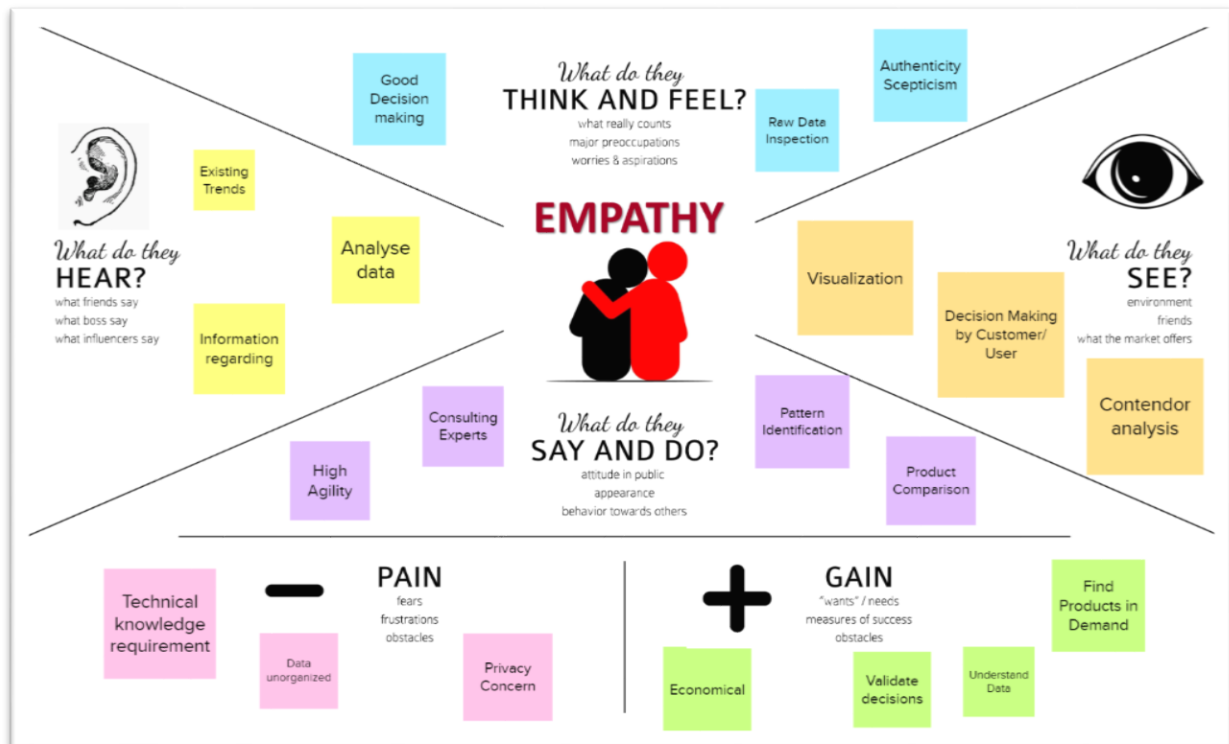 What do they
THINK AND FEEL?
what really counts
major preoccupations
worries & aspirations
Good
Decision
making
Raw Data
Inspection
Authenticity
Scepticism
What do they
HEAR?
what friends say
what boss say
what influencers say
Existing
Trends
Analyse
data
Information
regarding
EMPATHY
What do they
SEE?
environment
friends
what the market offers
Visualization
Decision Making
by Customer/
User
Contendor
analysis
What do they
SAY AND DO?
attitude in public
appearance
behavior towards others
Consulting
Experts
High
Agility
Pattern
Identification
Product
Comparison
PAIN
fears
frustrations
obstacles
Technical
knowledge
requirement
Data
unorganized
Privacy
Concern
GAIN
"wants" / needs
measures of success
obstacles
Economical
Validate
decisions
Understand
Data
Find
Products in
Demand